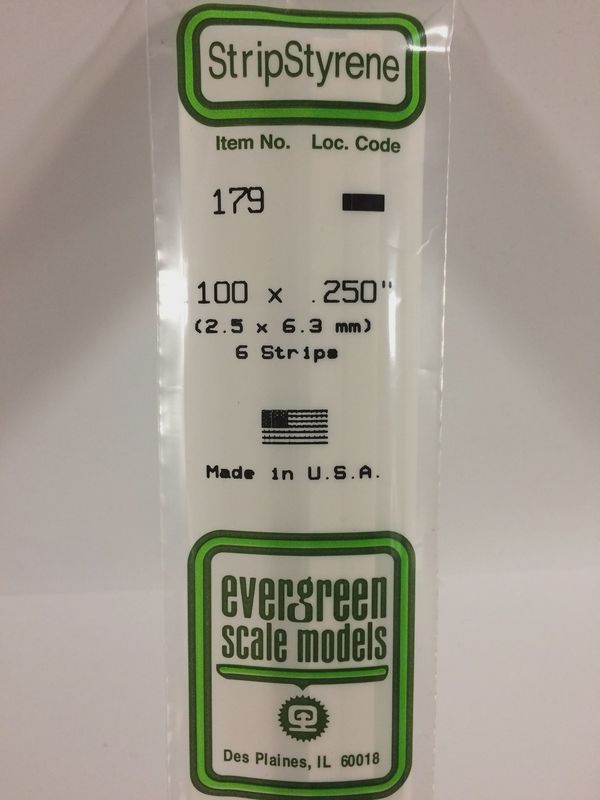 StripStyrene
Item No. Loc. Code
179
100 x .250"
(2.5 x 6.3 mm)
6 Strips
Made in U.S.A.
evergreen
scale models
Des Plaines, IL 60018